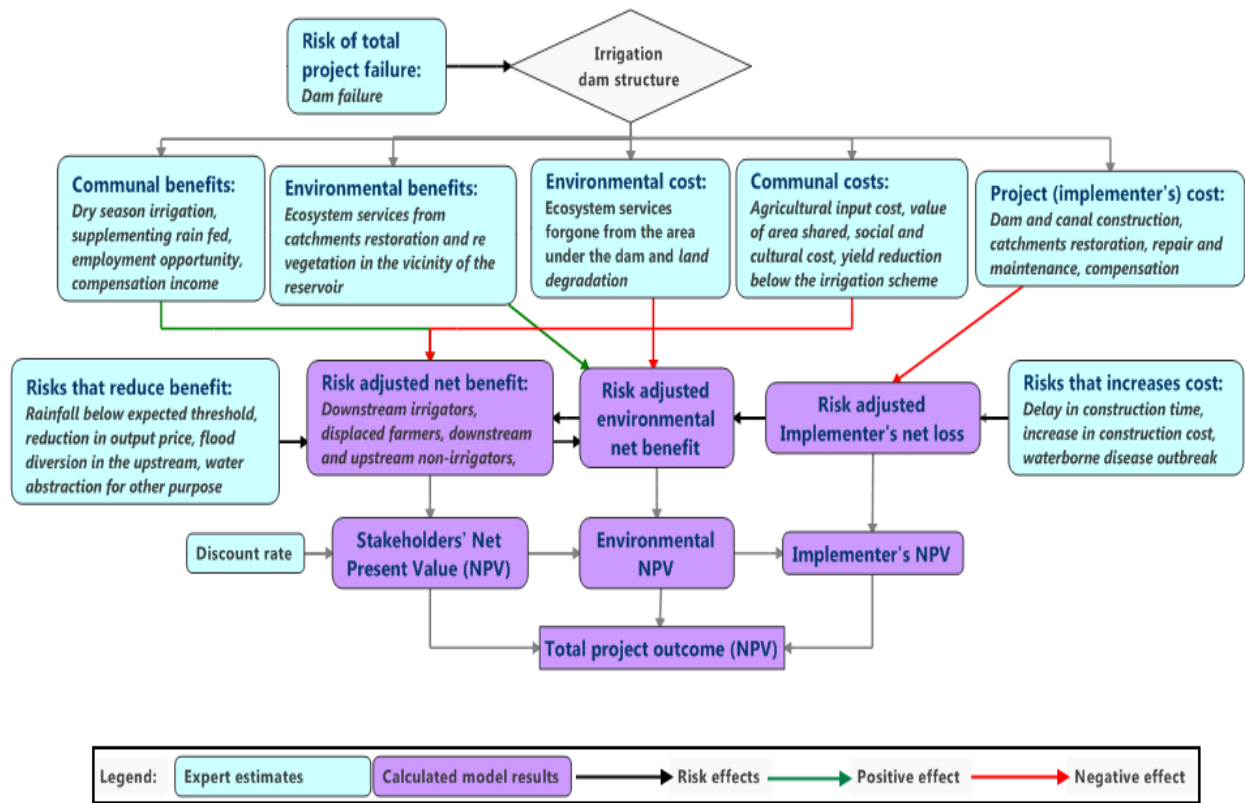 Risk of total
project failure:
Dam failure
Irrigation
dam structure
Communal benefits:
Dry season irrigation,
supplementing rain fed,
employment opportunity,
compensation income
Environmental benefits:
Ecosystem services from
catchments restoration and re
vegetation in the vicinity of the
reservoir
Environmental cost:
Ecosystem services
forgone from the area
under the dam and land
degradation
Communal costs:
Agricultural input cost, value
of area shared, social and
cultural cost, yield reduction
below the irrigation scheme
Project (implementer's) cost:
Dam and canal construction,
catchments restoration, repair and
maintenance, compensation
Risks that reduce benefit:
Rainfall below expected threshold,
reduction in output price, flood
diversion in the upstream, water
abstraction for other purpose
Risk adjusted net benefit:
Downstream irrigators,
displaced farmers, downstream
and upstream non-irrigators,
Risk adjusted
environmental
net benefit
Risk adjusted
Implementer's net loss
Risks that increases cost:
Delay in construction time,
increase in construction cost,
waterborne disease outbreak
Discount rate
Stakeholders' Net
Present Value (NPV)
Environmental
NPV
Implementer's NPV
Total project outcome (NPV)
Legend:
Expert estimates
Calculated model results
Risk effects
Positive effect
Negative effect